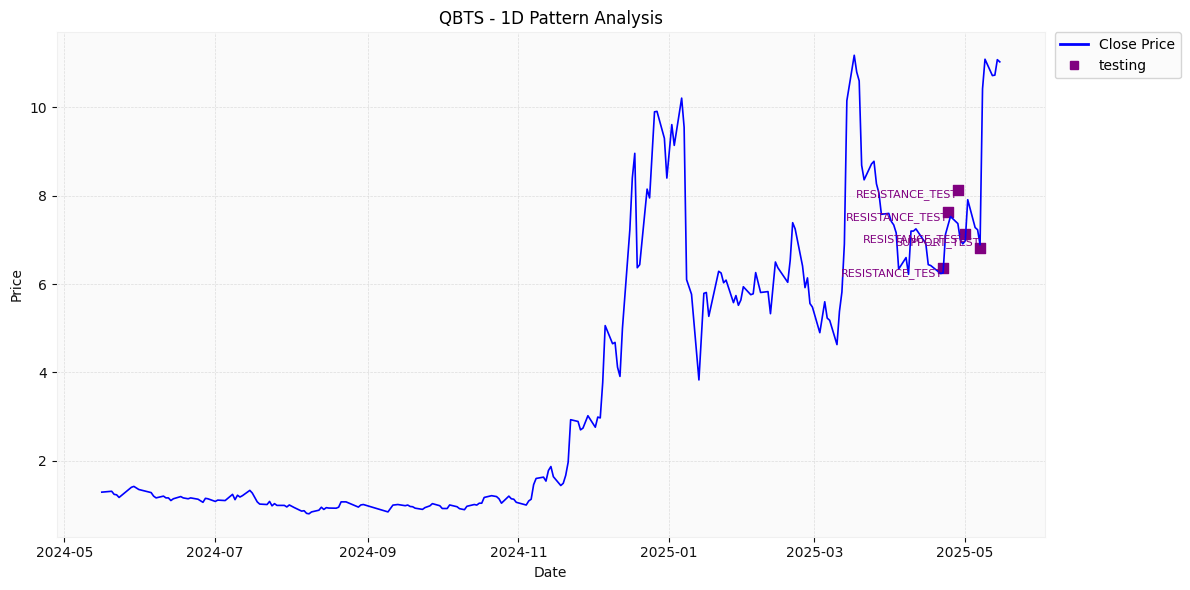 QBTS - 1D Pattern Analysis
Close Price
testing
Price
10
8
6
4
2
RESISTANCE_TEST
RESISTANCE_TEST
RESISTANCE_TEST
SUPPORT_TEST
RESISTANCE_TEST
2024-05
2024-07
2024-09
2024-11
2025-01
2025-03
2025-05
Date